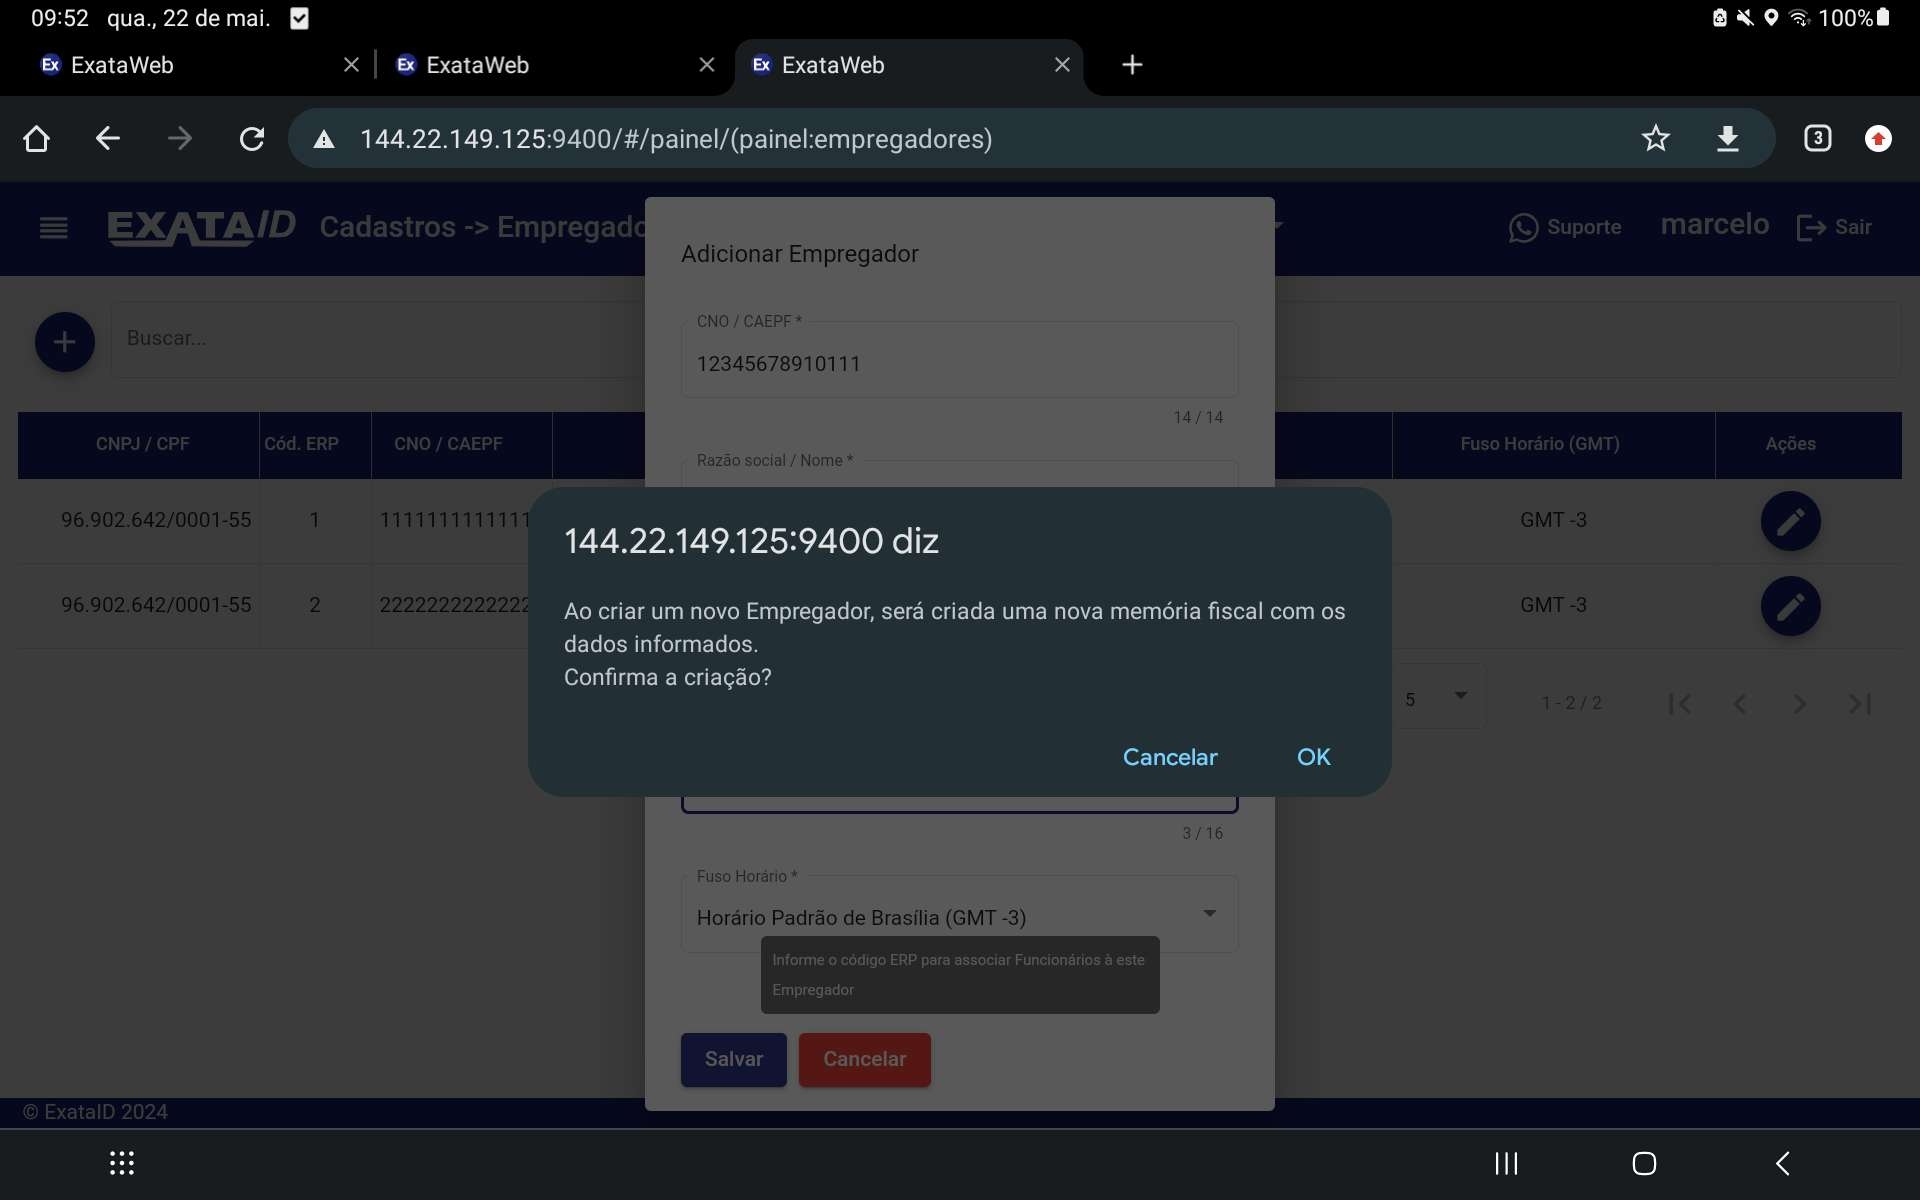 09:52 qua., 22 de mai. 100%
Ex ExataWeb Ex ExataWeb Ex ExataWeb
144.22.149.125:9400/#/painel/(painel:empregadores) 3
EXATAID Cadastros -> Empregado Suporte marcelo Sair
Adicionar Empregador
Buscar...
CNO / CAEPF *
12345678910111
14 / 14
CNPJ / CPF Cód. ERP CNO / CAEPF Fuso Horário (GMT) Ações
Razão social / Nome *
96.902.642/0001-55 1 1111111111111 GMT -3
96.902.642/0001-55 2 2222222222222 GMT -3
144.22.149.125:9400 diz
Ao criar um novo Empregador, será criada uma nova memória fiscal com os
dados informados.
Confirma a criação?
Cancelar OK
5 1 - 2 / 2
3 / 16
Fuso Horário *
Horário Padrão de Brasília (GMT -3)
Informe o código ERP para associar Funcionários à este
Empregador
Salvar Cancelar
© ExataID 2024